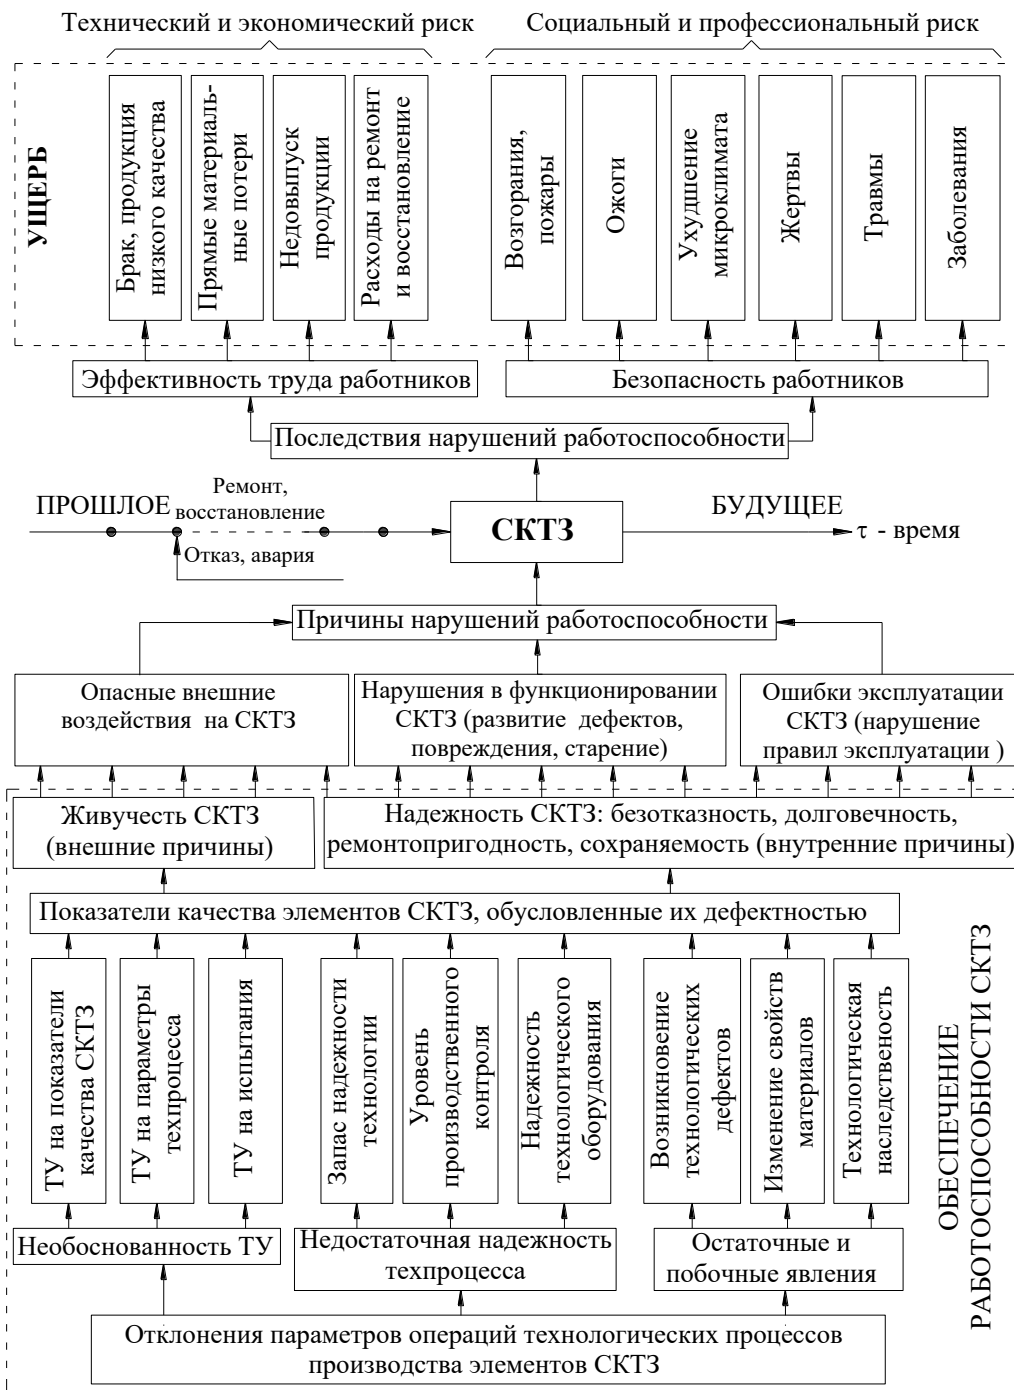 Технический и экономический риск
Социальный и профессиональный риск
УЩЕРБ
Брак, продукция
низкого качества
Прямые материаль-
ные потери
Недовыпуск
продукции
Расходы на ремонт
и восстановление
Возгорания,
пожары
Ожоги
Ухудшение
микроклимата
Жертвы
Травмы
Заболевания
Эффективность труда работников
Безопасность работников
Последствия нарушений работоспособности
ПРОШЛОЕ
Ремонт,
восстановление
Отказ, авария
СКТЗ
БУДУЩЕЕ
τ - время
Причины нарушений работоспособности
Опасные внешние
воздействия на СКТЗ
Нарушения в функционировании
СКТЗ (развитие дефектов,
повреждения, старение)
Ошибки эксплуатации
СКТЗ (нарушение
правил эксплуатации )
Живучесть СКТЗ
(внешние причины)
Надежность СКТЗ: безотказность, долговечность,
ремонтопригодность, сохраняемость (внутренние причины)
Показатели качества элементов СКТЗ, обусловленные их дефектностью
ТУ на показатели
качества СКТЗ
ТУ на параметры
техпроцесса
ТУ на испытания
Запас надежности
технологии
Уровень
производственного
контроля
Надежность
технологического
оборудования
Возникновение
технологических
дефектов
Изменение свойств
материалов
Технологическая
наследственость
ОБЕСПЕЧЕНИЕ
РАБОТОСПОСОБНОСТИ СКТЗ
Необоснованность ТУ
Недостаточная надежность
техпроцесса
Остаточные и
побочные явления
Отклонения параметров операций технологических процессов
производства элементов СКТЗ